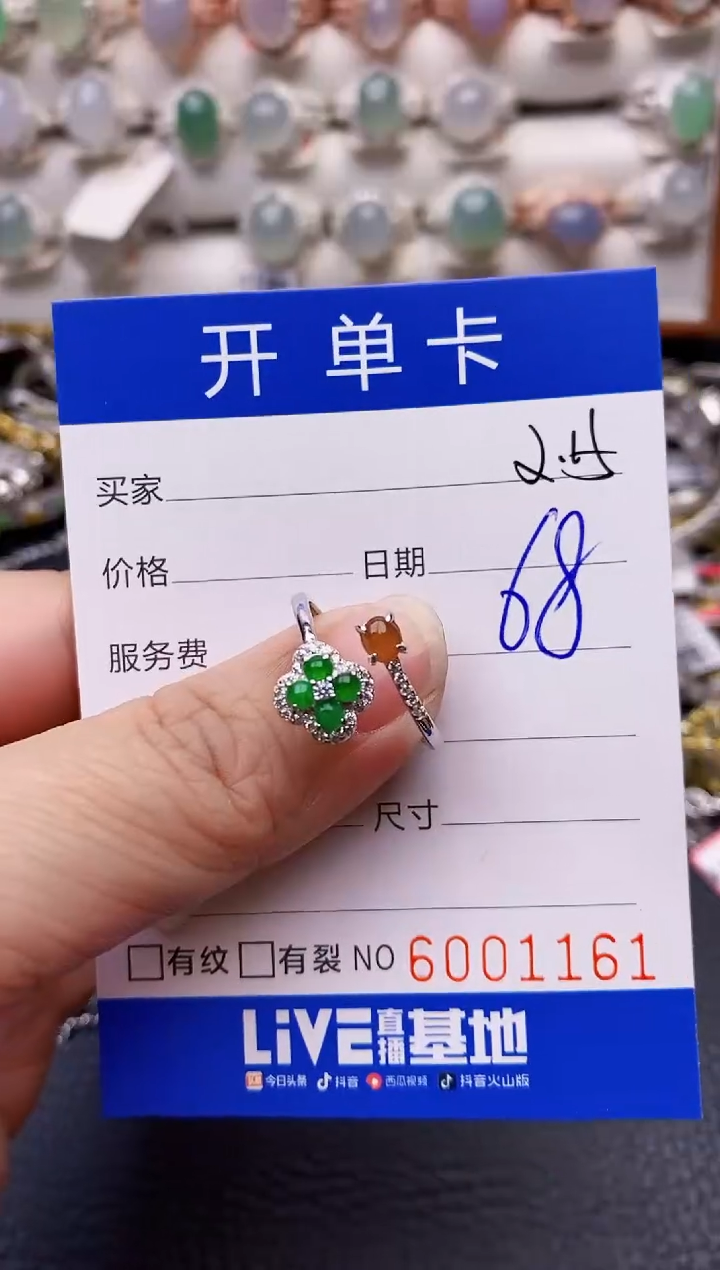 开单卡
2.5
买家
价格 日期
68
服务费
尺寸
有纹 有裂 NO 6001161
LiVE直播基地
今日头条 抖音 西瓜视频 抖音火山版